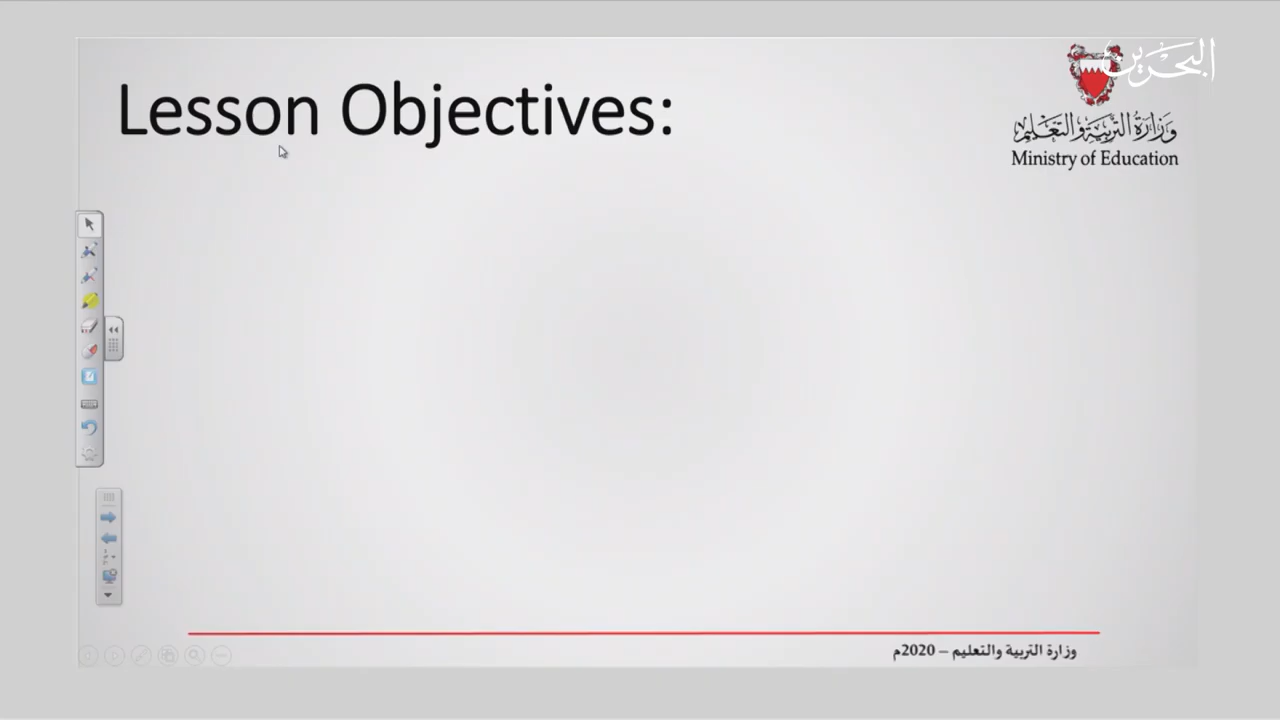 Lesson Objectives:
البحرين
وزارة التربية والتعليم
Ministry of Education
وزارة التربية والتعليم – 2020م